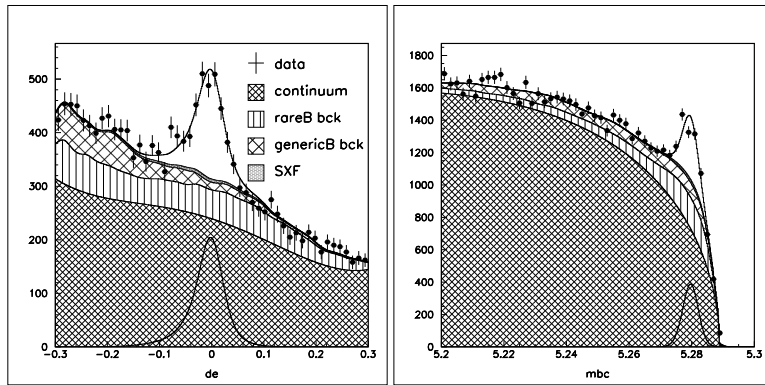 500
400
300
200
100
0
-0.3 -0.2 -0.1 0 0.1 0.2 0.3
de
data
continuum
rareB bck
genericB bck
SXF
1800
1600
1400
1200
1000
800
600
400
200
0
5.2 5.22 5.24 5.26 5.28 5.3
mbc